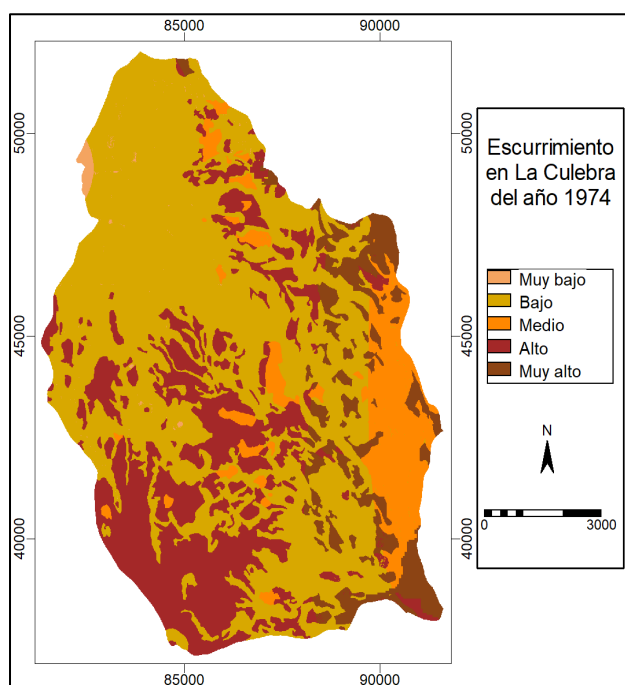 85000 90000
50000 50000
45000 45000
40000 40000
85000 90000
Escurrimiento
en La Culebra
del año 1974
Muy bajo
Bajo
Medio
Alto
Muy alto
N
0 3000